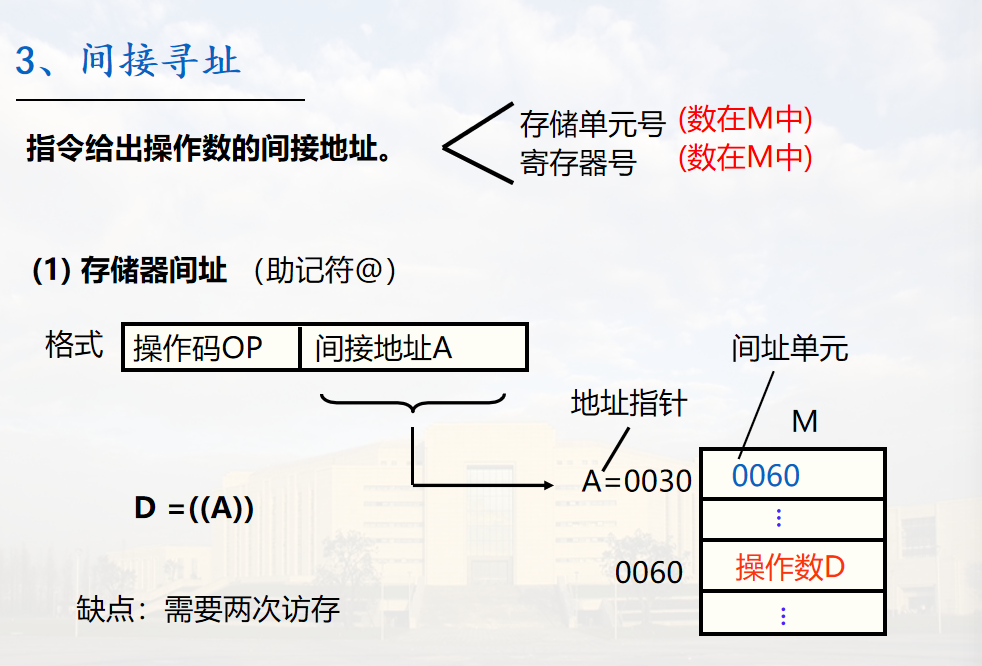 3、间接寻址
指令给出操作数的间接地址。
存储单元号 (数在M中)
寄存器号 (数在M中)
(1) 存储器间址 （助记符@）
格式 操作码OP 间接地址A
间址单元
地址指针
M
A=0030 0060
⋮
D =((A))
0060 操作数D
⋮
缺点：需要两次访存